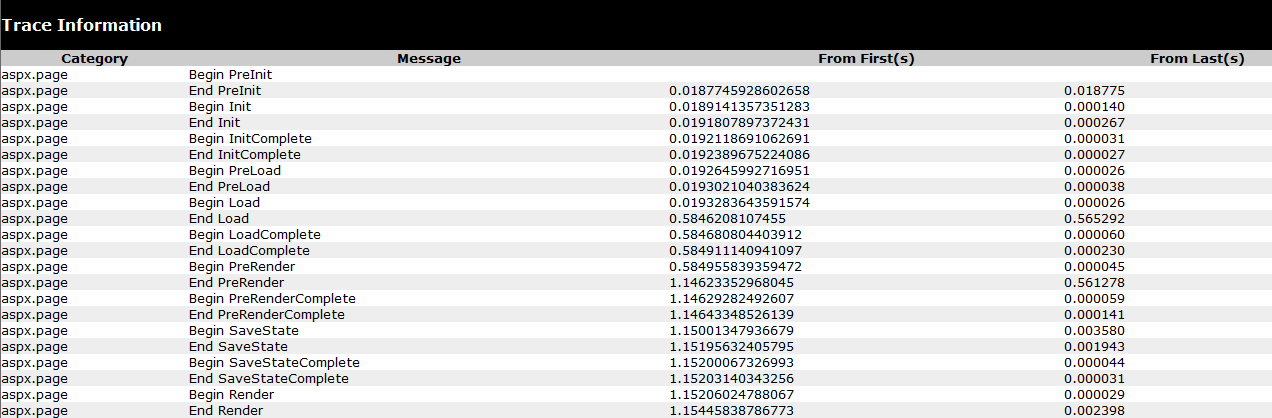 Trace Information
Category Message From First(s) From Last(s)
aspx.page Begin PreInit
aspx.page End PreInit 0.0187745928602658 0.018775
aspx.page Begin Init 0.0189141357351283 0.000140
aspx.page End Init 0.0191807897372431 0.000267
aspx.page Begin InitComplete 0.0192118691062691 0.000031
aspx.page End InitComplete 0.0192389675224086 0.000027
aspx.page Begin PreLoad 0.0192645992716951 0.000026
aspx.page End PreLoad 0.0193021040383624 0.000038
aspx.page Begin Load 0.0193283643591574 0.000026
aspx.page End Load 0.5846208107455 0.565292
aspx.page Begin LoadComplete 0.584680804403912 0.000060
aspx.page End LoadComplete 0.584911140941097 0.000230
aspx.page Begin PreRender 0.584955839359472 0.000045
aspx.page End PreRender 1.14623352968045 0.561278
aspx.page Begin PreRenderComplete 1.14629282492607 0.000059
aspx.page End PreRenderComplete 1.14643348526139 0.000141
aspx.page Begin SaveState 1.15001347936679 0.003580
aspx.page End SaveState 1.15195632405795 0.001943
aspx.page Begin SaveStateComplete 1.15200067326993 0.000044
aspx.page End SaveStateComplete 1.15203140343256 0.000031
aspx.page Begin Render 1.15206024788067 0.000029
aspx.page End Render 1.15445838786773 0.002398